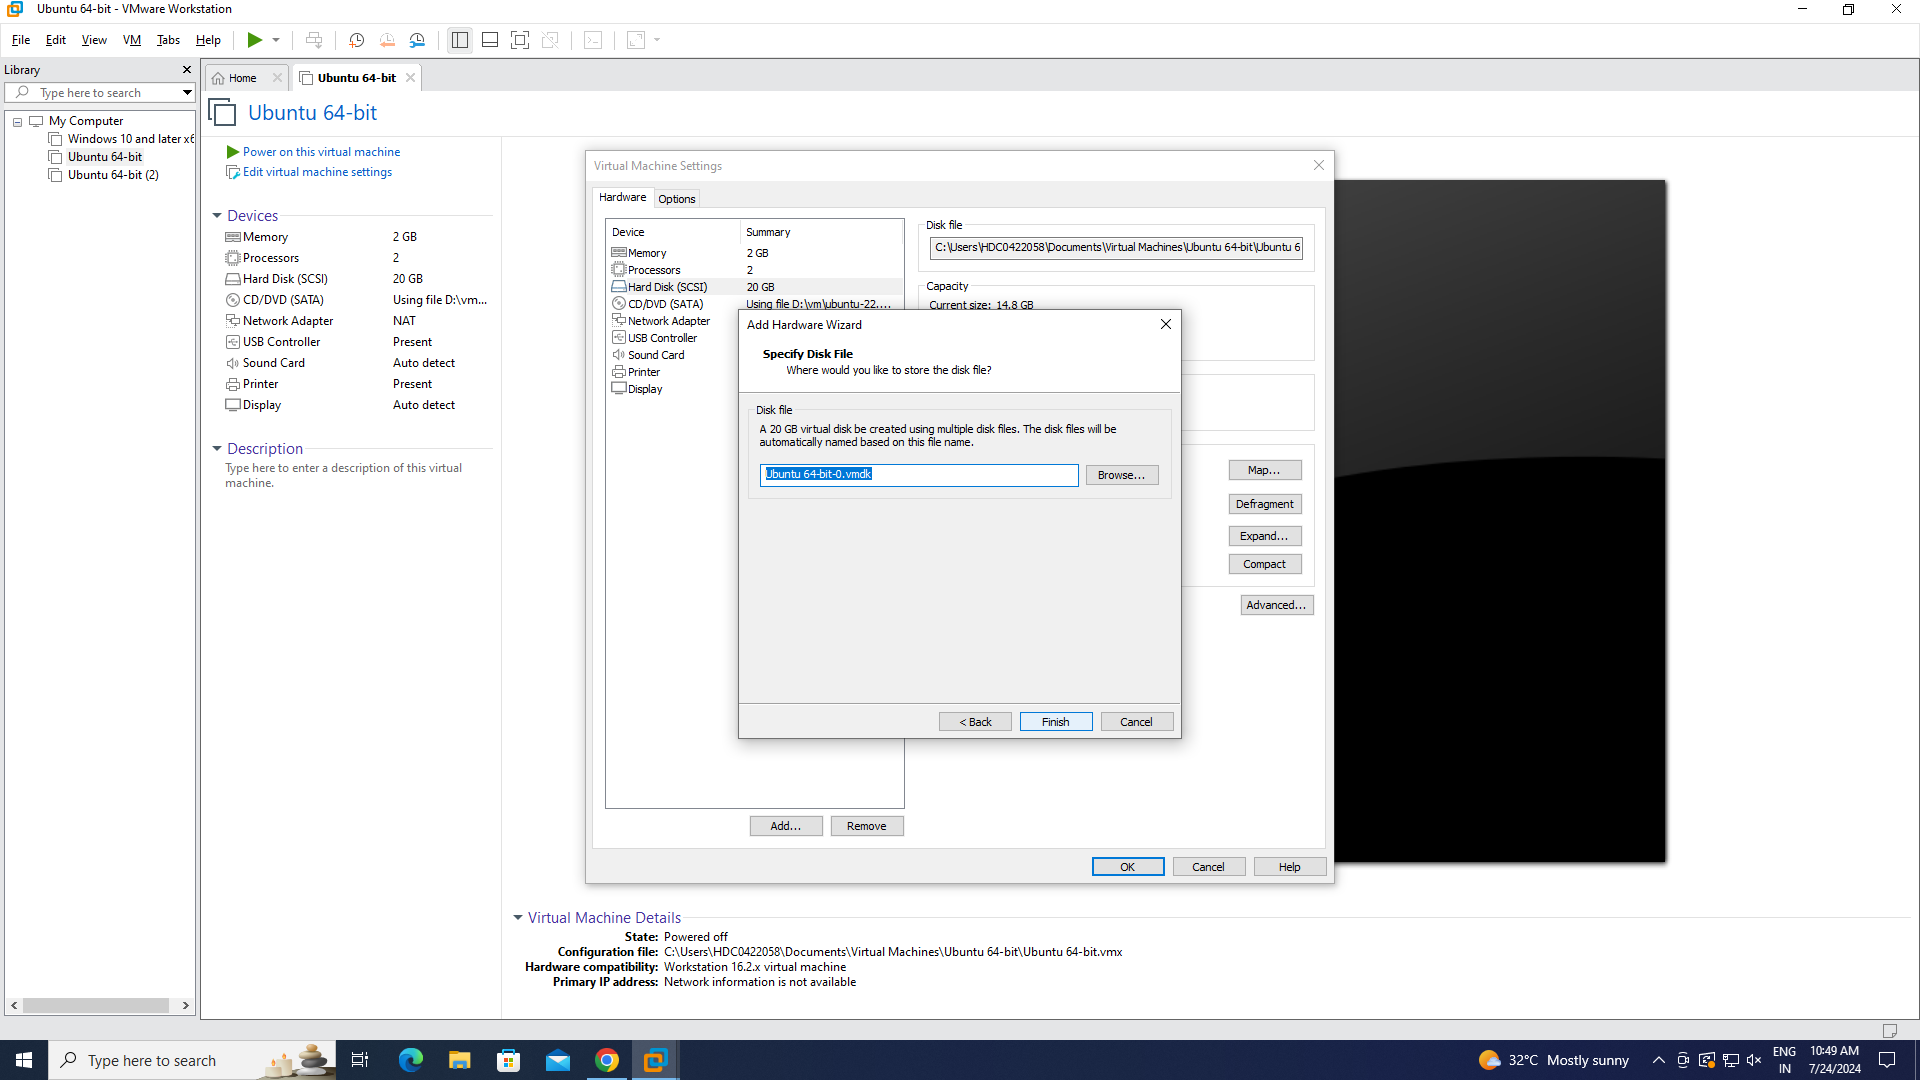 Ubuntu 64-bit - VMware Workstation
File Edit View VM Tabs Help
Library
Type here to search
My Computer
Windows 10 and later x6
Ubuntu 64-bit
Ubuntu 64-bit (2)
Home
Ubuntu 64-bit
Ubuntu 64-bit
Power on this virtual machine
Edit virtual machine settings
Devices
Memory 2 GB
Processors 2
Hard Disk (SCSI) 20 GB
CD/DVD (SATA) Using file D:\vm...
Network Adapter NAT
USB Controller Present
Sound Card Auto detect
Printer Present
Display Auto detect
Description
Type here to enter a description of this virtual
machine.
Virtual Machine Settings
Hardware Options
Device Summary
Memory 2 GB
Processors 2
Hard Disk (SCSI) 20 GB
CD/DVD (SATA) Using file D:\vm\ubuntu-22....
Network Adapter
USB Controller
Sound Card
Printer
Display
Disk file
C:\Users\HDC0422058\Documents\Virtual Machines\Ubuntu 64-bit\Ubuntu 6
Capacity
Current size: 14.8 GB
Add Hardware Wizard
Specify Disk File
Where would you like to store the disk file?
Disk file
A 20 GB virtual disk be created using multiple disk files. The disk files will be
automatically named based on this file name.
Ubuntu 64-bit-0.vmdk
Browse...
< Back Finish Cancel
Map...
Defragment
Expand...
Compact
Advanced...
Add... Remove
OK Cancel Help
Virtual Machine Details
State: Powered off
Configuration file: C:\Users\HDC0422058\Documents\Virtual Machines\Ubuntu 64-bit\Ubuntu 64-bit.vmx
Hardware compatibility: Workstation 16.2.x virtual machine
Primary IP address: Network information is not available
Type here to search
32°C Mostly sunny
ENG
IN
10:49 AM
7/24/2024